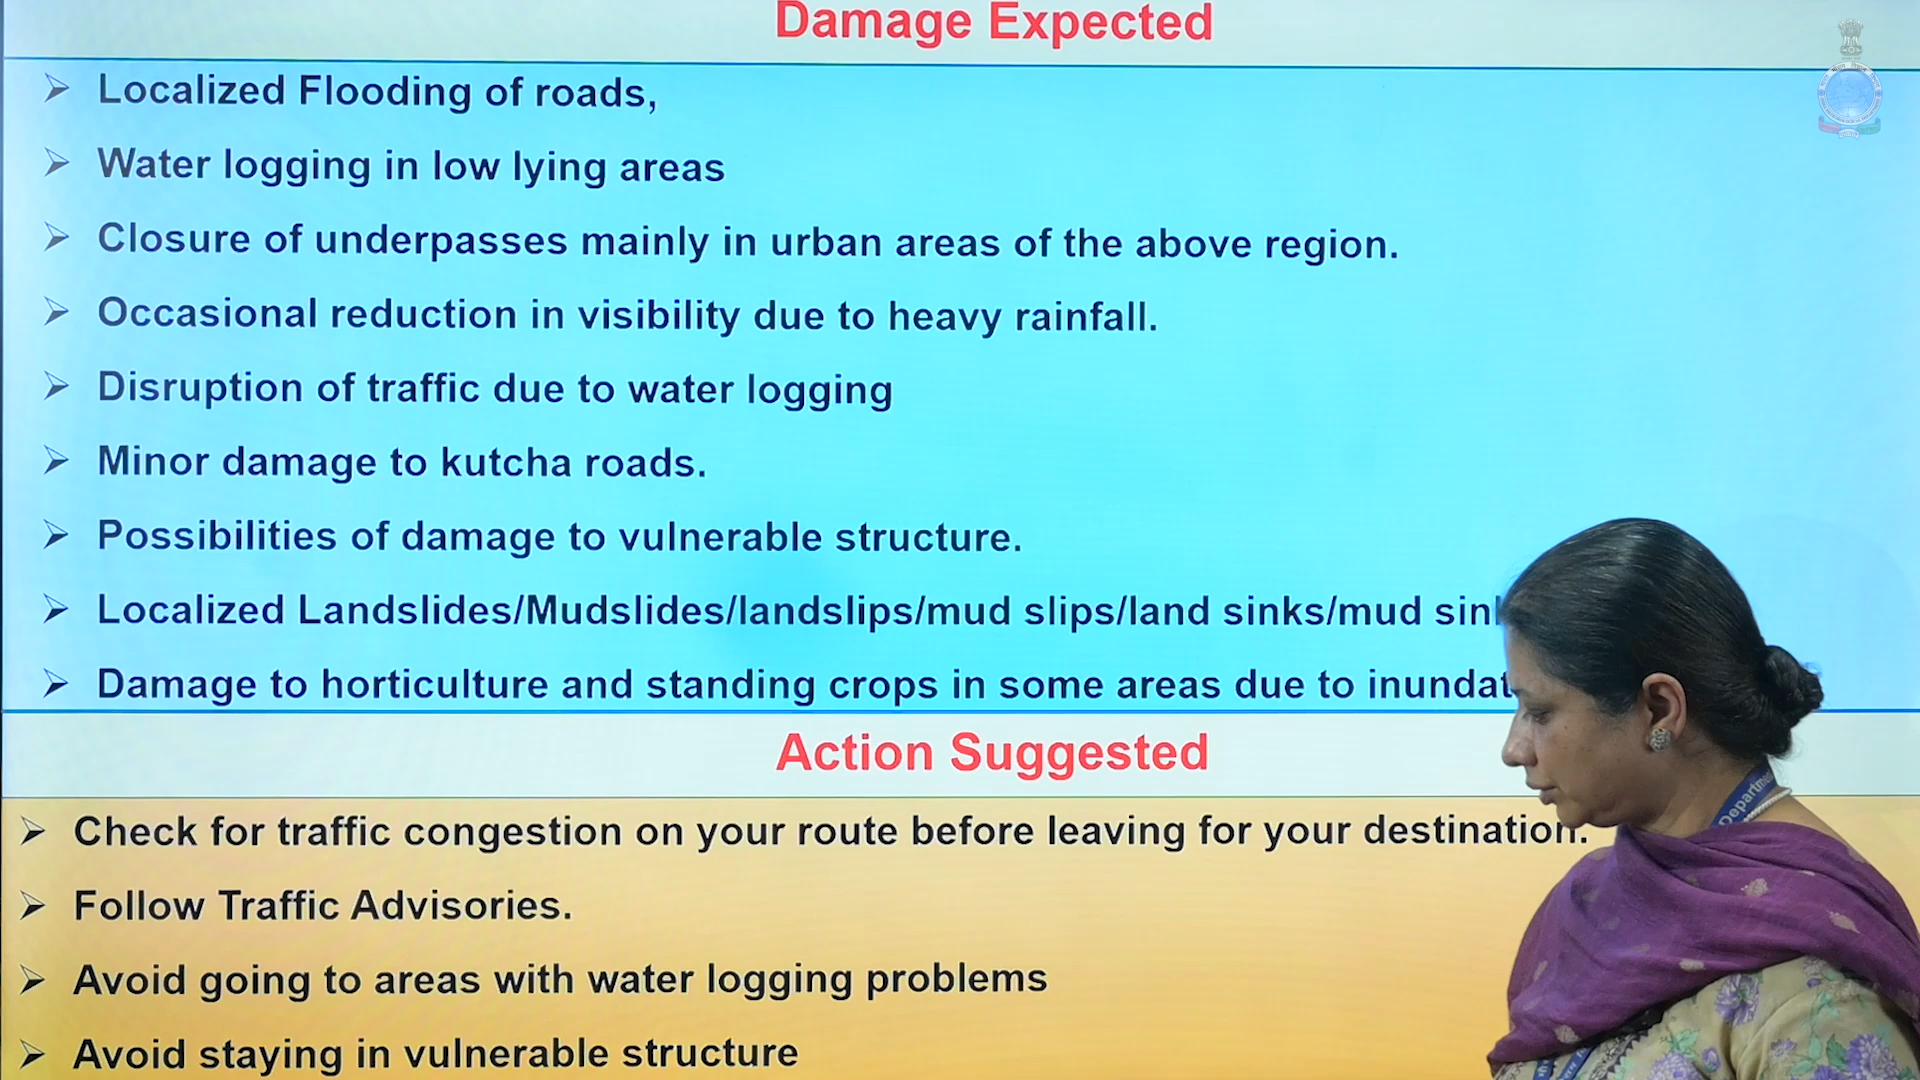 Damage Expected
Localized Flooding of roads,
Water logging in low lying areas
Closure of underpasses mainly in urban areas of the above region.
Occasional reduction in visibility due to heavy rainfall.
Disruption of traffic due to water logging
Minor damage to kutcha roads.
Possibilities of damage to vulnerable structure.
Localized Landslides/Mudslides/landslips/mud slips/land sinks/mud
Damage to horticulture and standing crops in some areas due to
Action Suggested
Check for traffic congestion on your route before leaving for your destination.
Follow Traffic Advisories.
Avoid going to areas with water logging problems
Avoid staying in vulnerable structure